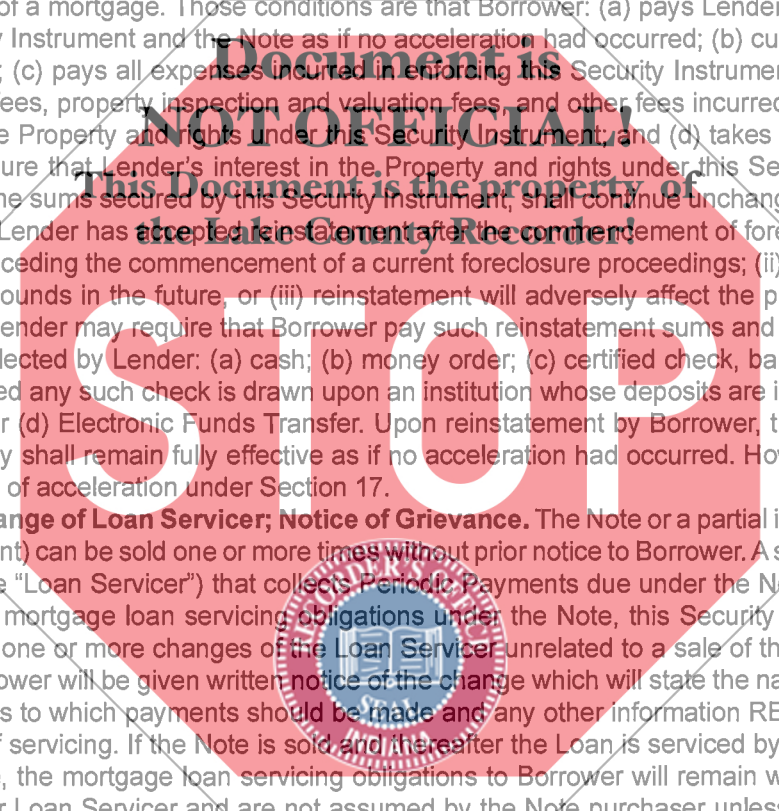 of a mortgage. Those conditions are that Borrower: (a) pays Lender
Instrument and the Note as if no acceleration had occurred; (b) cu
Document is
; (c) pays all expenses incurred in enforcing this Security Instrumen
ees, property inspection and valuation fees, and other fees incurred
NOT OFFICIAL!
e Property and rights under this Security Instrument; and (d) takes
ure that Lender's interest in the Property and rights under this Se
This Document is the property of
he sums secured by this Security Instrument, shall continue unchang
the Lake County Recorder!
Lender has accepted reinstatement after the commencement of fore
ceding the commencement of a current foreclosure proceedings; (ii)
ounds in the future, or (iii) reinstatement will adversely affect the p
ender may require that Borrower pay such reinstatement sums and
lected by Lender: (a) cash; (b) money order; (c) certified check, ba
ed any such check is drawn upon an institution whose deposits are i
STOP
r (d) Electronic Funds Transfer. Upon reinstatement by Borrower, t
y shall remain fully effective as if no acceleration had occurred. How
of acceleration under Section 17.
ange of Loan Servicer; Notice of Grievance. The Note or a partial i
nt) can be sold one or more times without prior notice to Borrower. A s
e “Loan Servicer”) that collects Periodic Payments due under the N
mortgage loan servicing obligations under the Note, this Security
one or more changes of the Loan Servicer unrelated to a sale of th
ower will be given written notice of the change which will state the na
s to which payments should be made and any other information RE
f servicing. If the Note is sold and thereafter the Loan is serviced by
, the mortgage loan servicing obligations to Borrower will remain w
r Loan Servicer and are not assumed by the Note purchaser unless
RECORDER'S OFFICE
SEAL
INDIANA